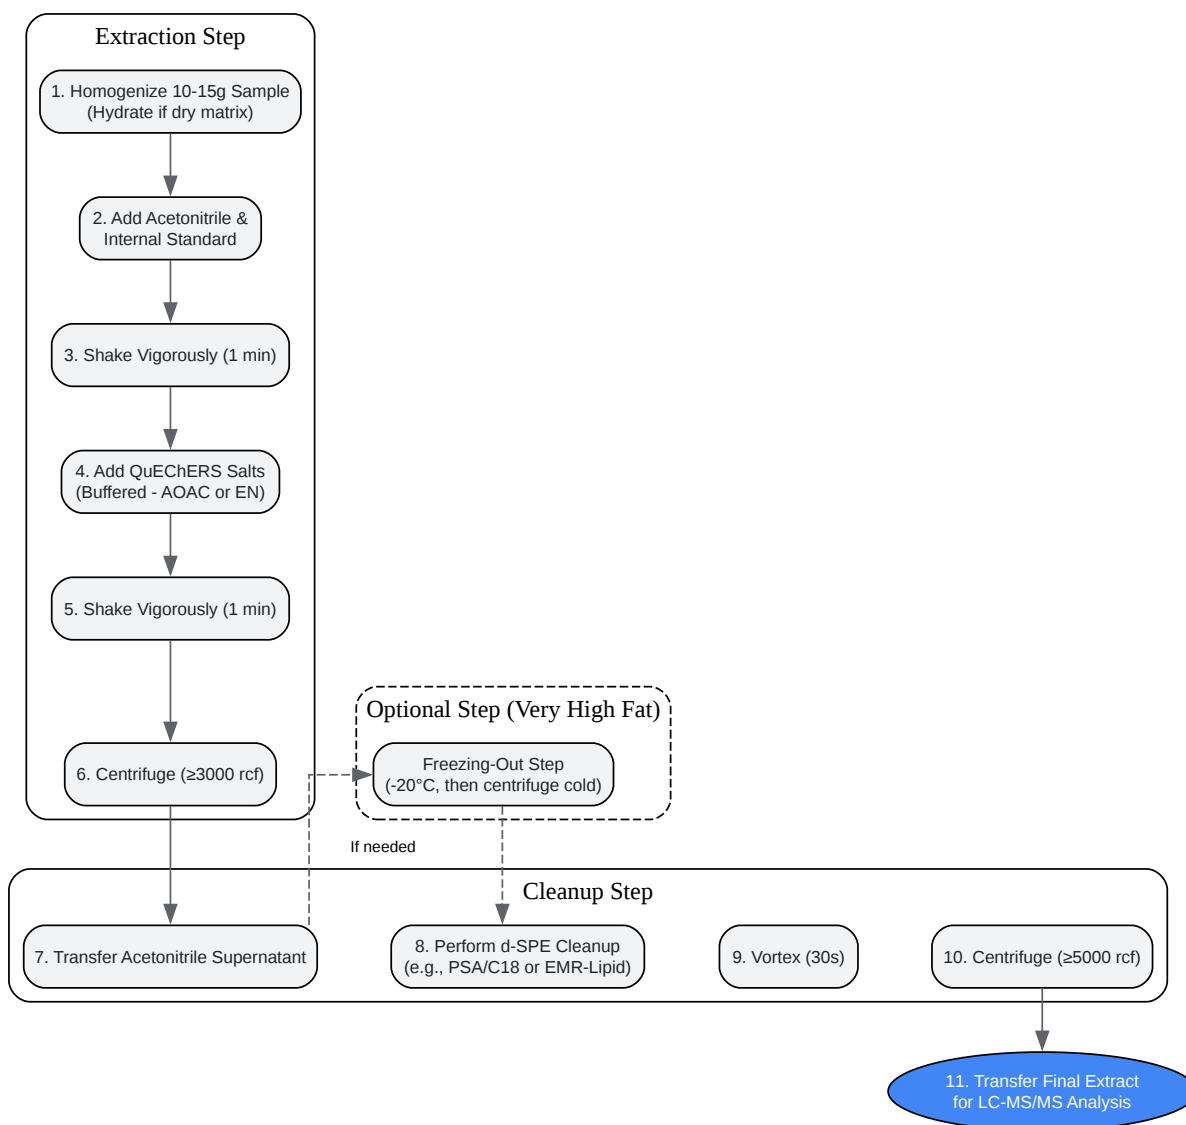 Extraction Step
1. Homogenize 10-15g Sample
(Hydrate if dry matrix)
2. Add Acetonitrile &
Internal Standard
3. Shake Vigorously (1 min)
4. Add QuEChERS Salts
(Buffered - AOAC or EN)
5. Shake Vigorously (1 min)
6. Centrifuge (≥3000 rcf)
Optional Step (Very High Fat)
Freezing-Out Step
(-20°C, then centrifuge cold)
If needed
Cleanup Step
7. Transfer Acetonitrile Supernatant
8. Perform d-SPE Cleanup
(e.g., PSA/C18 or EMR-Lipid)
9. Vortex (30s)
10. Centrifuge (≥5000 rcf)
11. Transfer Final Extract
for LC-MS/MS Analysis